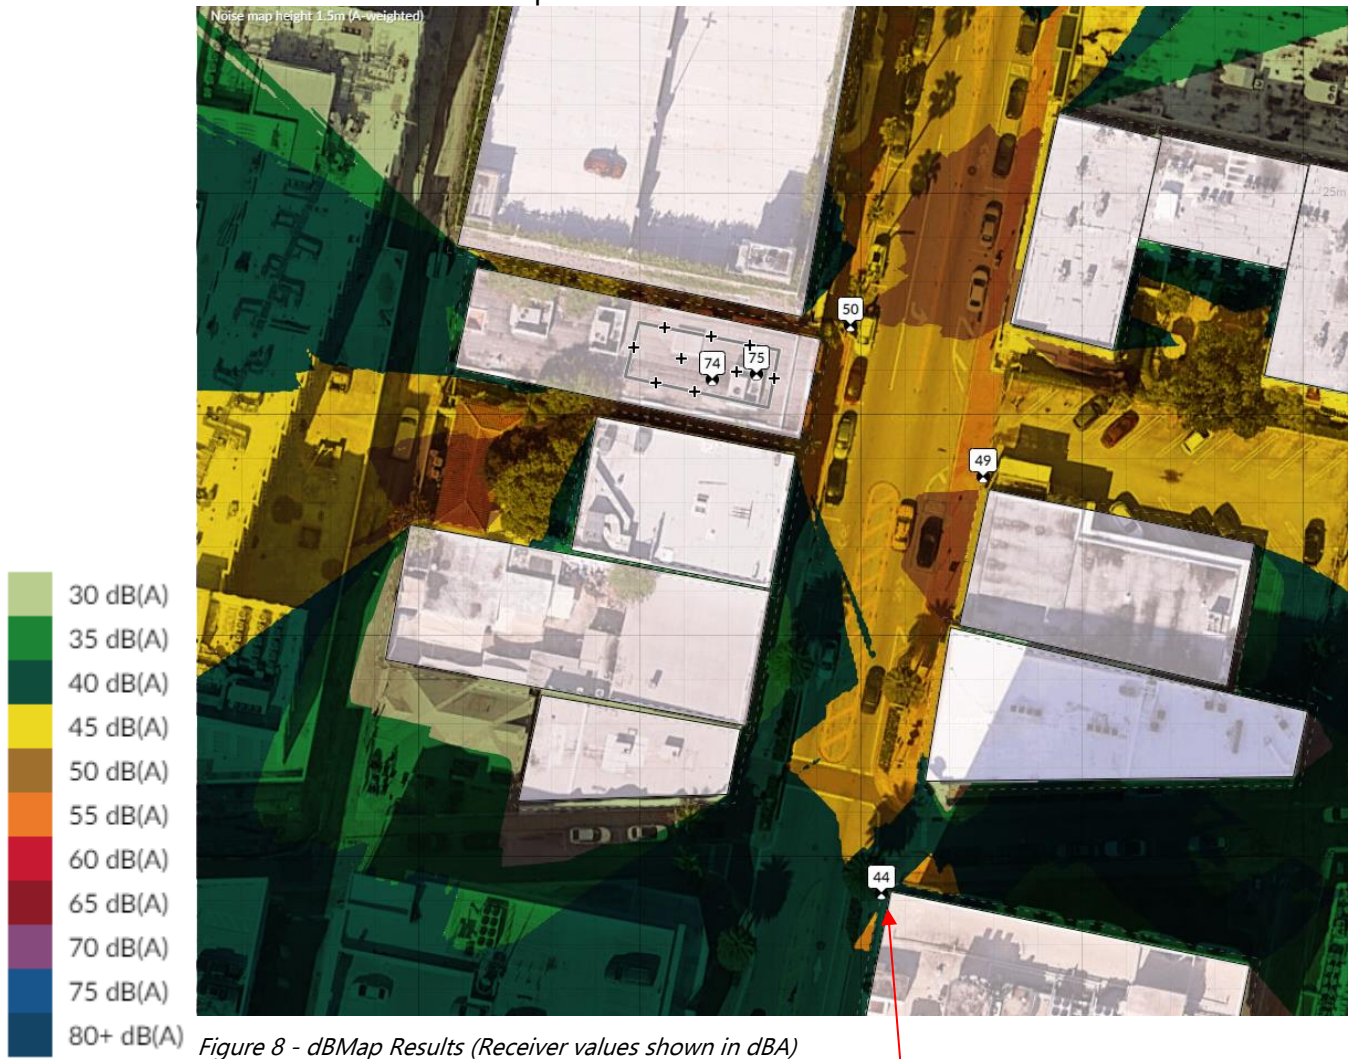 Noise map height 1.5m (A-weighted)
25m
50
74
75
49
44
30 dB(A)
35 dB(A)
40 dB(A)
45 dB(A)
50 dB(A)
55 dB(A)
60 dB(A)
65 dB(A)
70 dB(A)
75 dB(A)
80+ dB(A)
Figure 8 - dBMap Results (Receiver values shown in dBA)